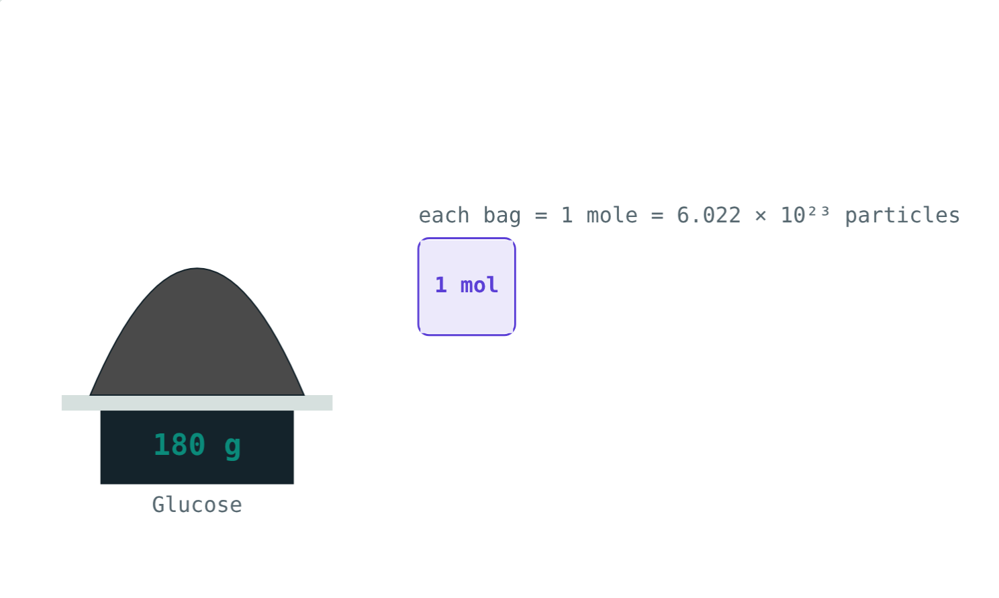 each bag = 1 mole = 6.022 × 10²³ particles
1 mol
180 g
Glucose